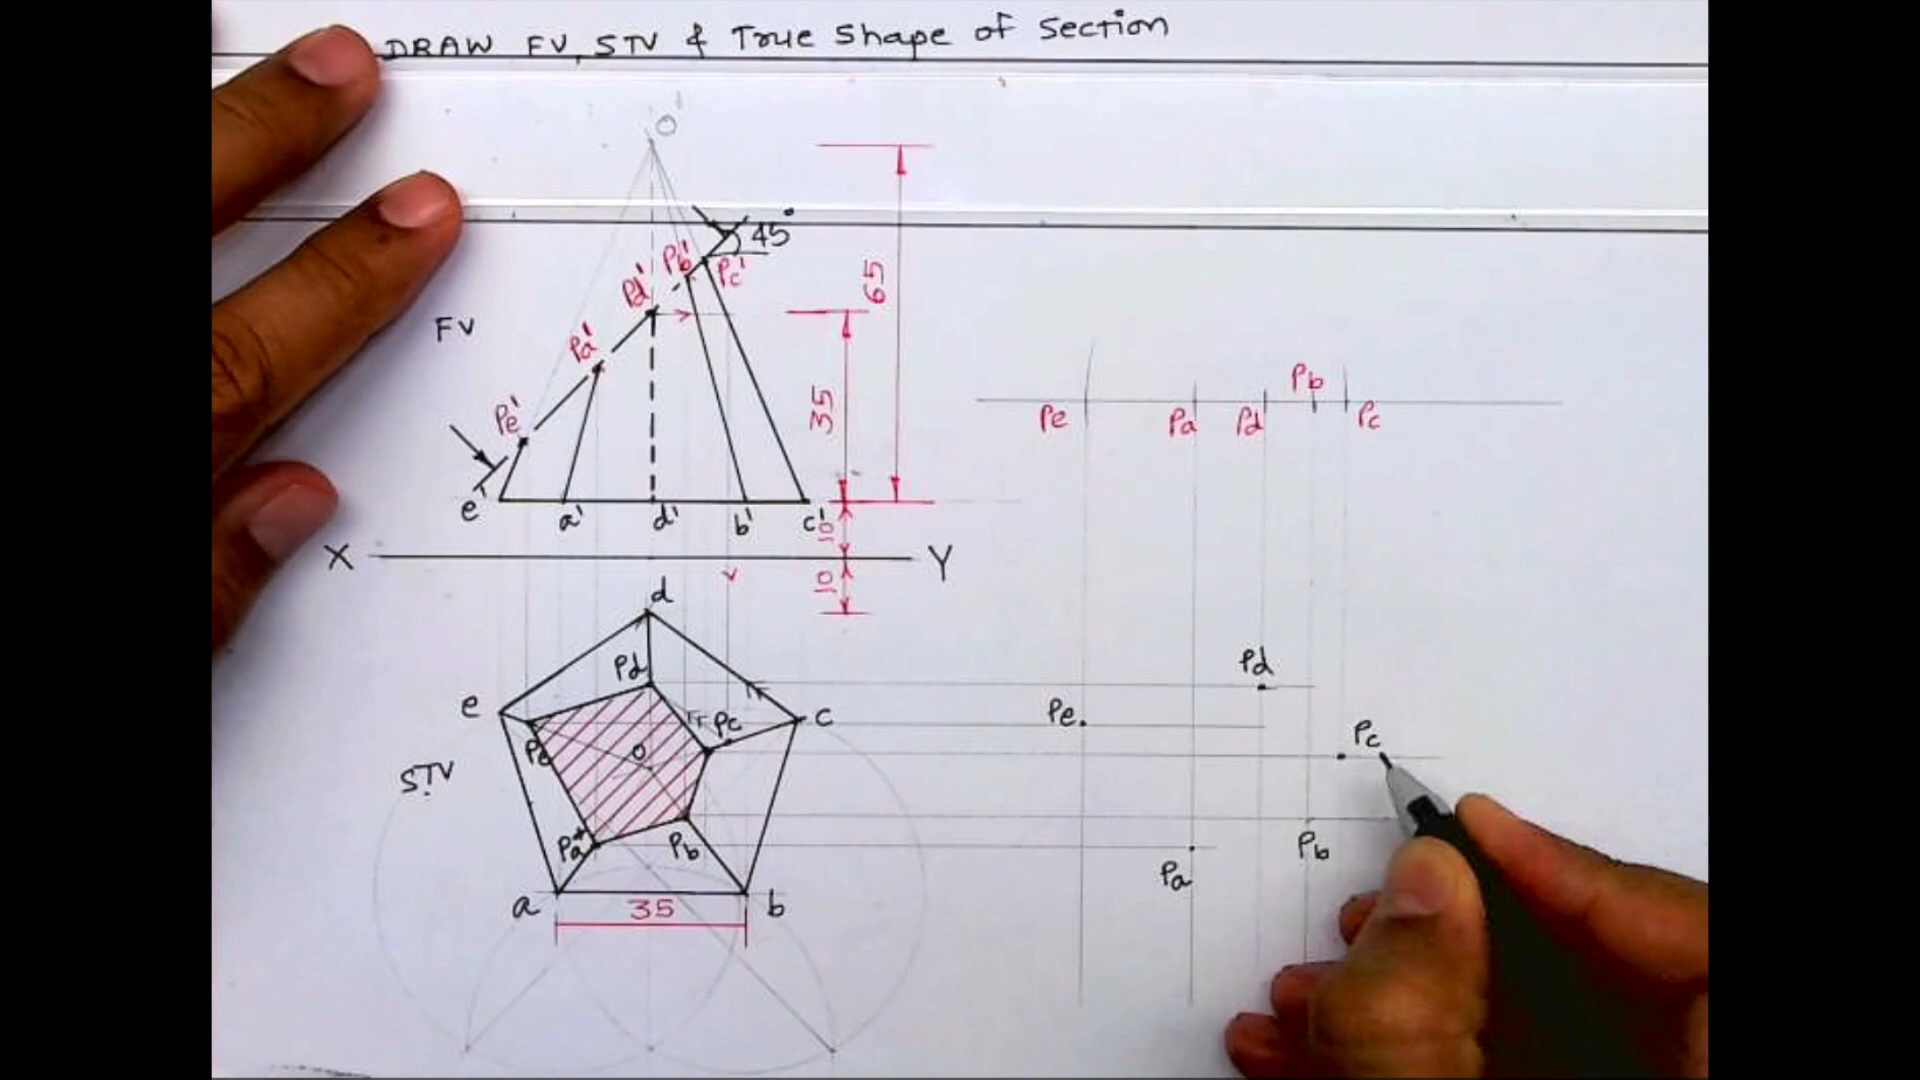 DRAW FV, STV & True Shape of Section
O'
45°
Pb'
Pc'
Pd'
65
FV
Pa'
35
Pe'
Pb
Pe
Pa
Pd
Pc
e'
a'
d'
b'
c'
10
X
Y
10
d
Pd
Pd
e
Pc
c
Pe
Pc
Pe
O
STV
Pa
Pb
Pb
Pa
a
35
b